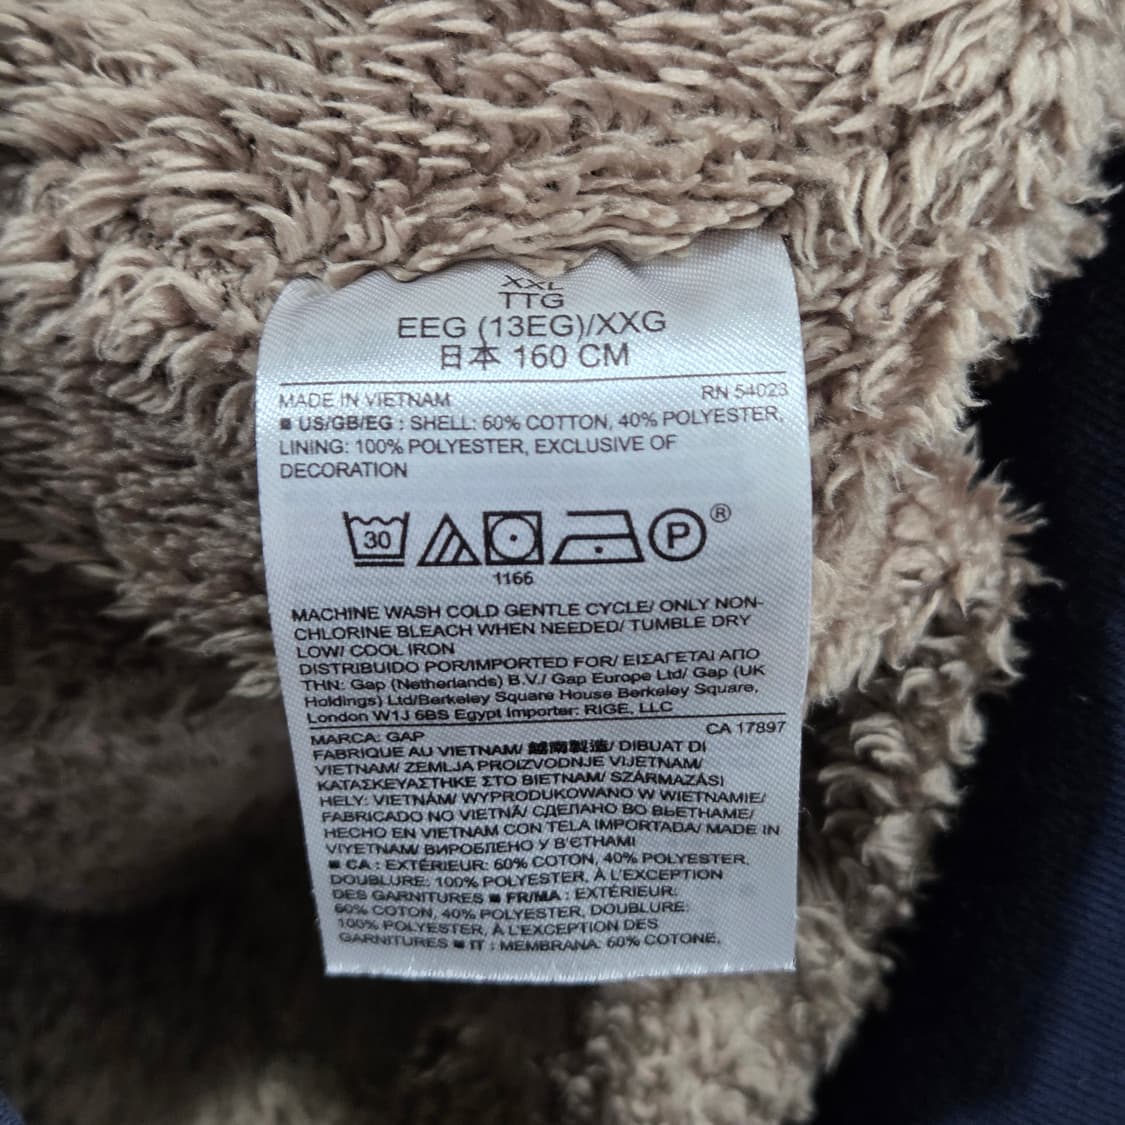 XXL
TTG
EEG (13EG)/XXG
日本 160 CM
MADE IN VIETNAM RN 54023
■ US/GB/EG : SHELL: 60% COTTON, 40% POLYESTER,
LINING: 100% POLYESTER, EXCLUSIVE OF
DECORATION
30 P ®
1166
MACHINE WASH COLD GENTLE CYCLE/ ONLY NON-
CHLORINE BLEACH WHEN NEEDED/ TUMBLE DRY
LOW/ COOL IRON
DISTRIBUIDO POR/IMPORTED FOR/ ΕΙΣΑΓΕΤΑΙ ΑΠΟ
ΤΗΝ: Gap (Netherlands) B.V./ Gap Europe Ltd/ Gap (UK
Holdings) Ltd/Berkeley Square House Berkeley Square,
London W1J 6BS Egypt Importer: RIGE, LLC
MARCA: GAP CA 17897
FABRIQUE AU VIETNAM/ 越南製造/ DIBUAT DI
VIETNAM/ ZEMLJA PROIZVODNJE VIJETNAM/
ΚΑΤΑΣΚΕΥΑΣΤΗΚΕ ΣΤΟ ΒΙΕΤΝΑΜ/ SZÁRMAZÁSI
HELY: VIETNÁM/ WYPRODUKOWANO W WIETNAMIE/
FABRICADO NO VIETNÃ/ СДЕЛАНО ВО ВЬЕТНАМЕ/
HECHO EN VIETNAM CON TELA IMPORTADA/ MADE IN
VIYETNAM/ ВИРОБЛЕНО У В'ЄТНАМІ
■ CA : EXTÉRIEUR: 60% COTON, 40% POLYESTER,
DOUBLURE: 100% POLYESTER, À L'EXCEPTION
DES GARNITURES ■ FR/MA : EXTÉRIEUR:
60% COTON, 40% POLYESTER, DOUBLURE:
100% POLYESTER, À L'EXCEPTION DES
GARNITURES ■ IT : MEMBRANA: 60% COTONE,